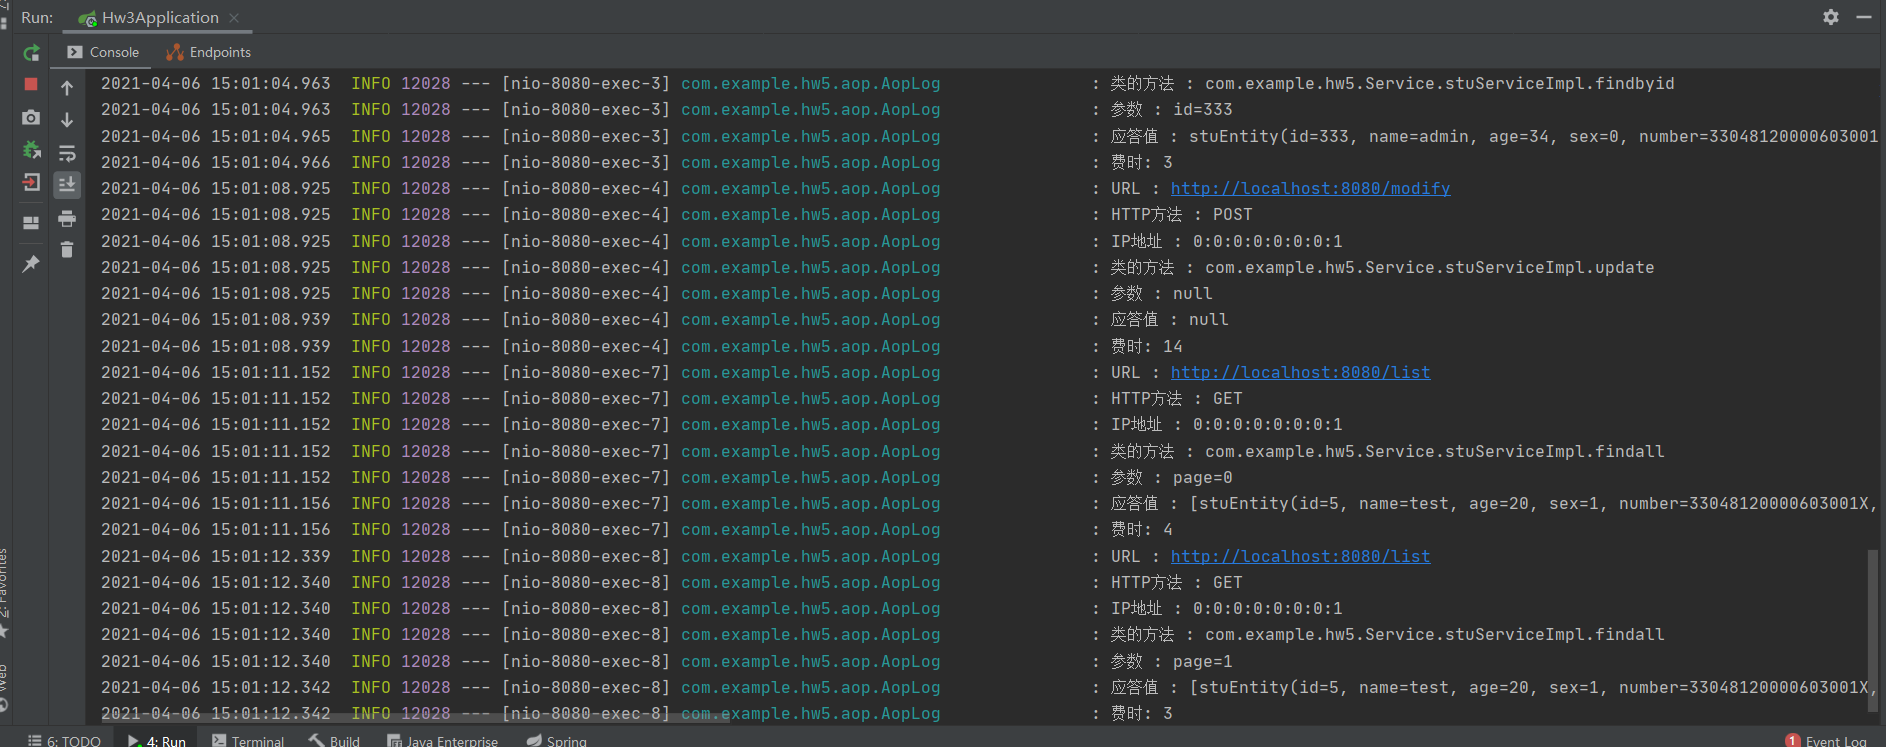 Run: Hw3Application
Console Endpoints
2021-04-06 15:01:04.963 INFO 12028 --- [nio-8080-exec-3] com.example.hw5.aop.AopLog : 类的方法 : com.example.hw5.Service.stuServiceImpl.findbyid
2021-04-06 15:01:04.963 INFO 12028 --- [nio-8080-exec-3] com.example.hw5.aop.AopLog : 参数 : id=333
2021-04-06 15:01:04.965 INFO 12028 --- [nio-8080-exec-3] com.example.hw5.aop.AopLog : 应答值 : stuEntity(id=333, name=admin, age=34, sex=0, number=33048120000603001
2021-04-06 15:01:04.966 INFO 12028 --- [nio-8080-exec-3] com.example.hw5.aop.AopLog : 费时: 3
2021-04-06 15:01:08.925 INFO 12028 --- [nio-8080-exec-4] com.example.hw5.aop.AopLog : URL : http://localhost:8080/modify
2021-04-06 15:01:08.925 INFO 12028 --- [nio-8080-exec-4] com.example.hw5.aop.AopLog : HTTP方法 : POST
2021-04-06 15:01:08.925 INFO 12028 --- [nio-8080-exec-4] com.example.hw5.aop.AopLog : IP地址 : 0:0:0:0:0:0:0:1
2021-04-06 15:01:08.925 INFO 12028 --- [nio-8080-exec-4] com.example.hw5.aop.AopLog : 类的方法 : com.example.hw5.Service.stuServiceImpl.update
2021-04-06 15:01:08.925 INFO 12028 --- [nio-8080-exec-4] com.example.hw5.aop.AopLog : 参数 : null
2021-04-06 15:01:08.939 INFO 12028 --- [nio-8080-exec-4] com.example.hw5.aop.AopLog : 应答值 : null
2021-04-06 15:01:08.939 INFO 12028 --- [nio-8080-exec-4] com.example.hw5.aop.AopLog : 费时: 14
2021-04-06 15:01:11.152 INFO 12028 --- [nio-8080-exec-7] com.example.hw5.aop.AopLog : URL : http://localhost:8080/list
2021-04-06 15:01:11.152 INFO 12028 --- [nio-8080-exec-7] com.example.hw5.aop.AopLog : HTTP方法 : GET
2021-04-06 15:01:11.152 INFO 12028 --- [nio-8080-exec-7] com.example.hw5.aop.AopLog : IP地址 : 0:0:0:0:0:0:0:1
2021-04-06 15:01:11.152 INFO 12028 --- [nio-8080-exec-7] com.example.hw5.aop.AopLog : 类的方法 : com.example.hw5.Service.stuServiceImpl.findall
2021-04-06 15:01:11.152 INFO 12028 --- [nio-8080-exec-7] com.example.hw5.aop.AopLog : 参数 : page=0
2021-04-06 15:01:11.156 INFO 12028 --- [nio-8080-exec-7] com.example.hw5.aop.AopLog : 应答值 : [stuEntity(id=5, name=test, age=20, sex=1, number=33048120000603001X,
2021-04-06 15:01:11.156 INFO 12028 --- [nio-8080-exec-7] com.example.hw5.aop.AopLog : 费时: 4
2021-04-06 15:01:12.339 INFO 12028 --- [nio-8080-exec-8] com.example.hw5.aop.AopLog : URL : http://localhost:8080/list
2021-04-06 15:01:12.340 INFO 12028 --- [nio-8080-exec-8] com.example.hw5.aop.AopLog : HTTP方法 : GET
2021-04-06 15:01:12.340 INFO 12028 --- [nio-8080-exec-8] com.example.hw5.aop.AopLog : IP地址 : 0:0:0:0:0:0:0:1
2021-04-06 15:01:12.340 INFO 12028 --- [nio-8080-exec-8] com.example.hw5.aop.AopLog : 类的方法 : com.example.hw5.Service.stuServiceImpl.findall
2021-04-06 15:01:12.340 INFO 12028 --- [nio-8080-exec-8] com.example.hw5.aop.AopLog : 参数 : page=1
2021-04-06 15:01:12.342 INFO 12028 --- [nio-8080-exec-8] com.example.hw5.aop.AopLog : 应答值 : [stuEntity(id=5, name=test, age=20, sex=1, number=33048120000603001X,
2021-04-06 15:01:12.342 INFO 12028 --- [nio-8080-exec-8] com.example.hw5.aop.AopLog : 费时: 3
2: Favorites
Web
6: TODO 4: Run Terminal Build Java Enterprise Spring 1 Event Log